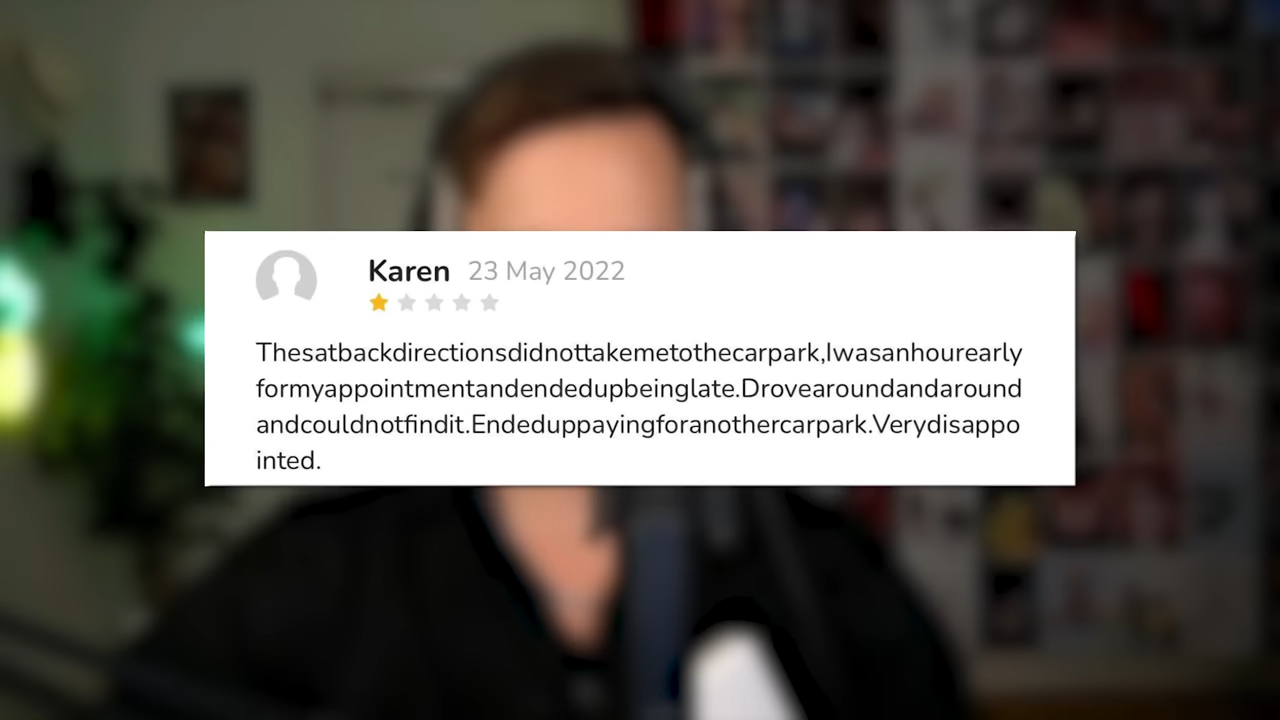 Karen 23 May 2022
Thesatbackdirectionsdidnottakemetothecarpark,Iwasanhourearly
formyappointmentandendedupbeinglate.Drovearoundandaround
andcouldnotfindit.Endeduppayingforanothercarpark.Verydisappo
inted.